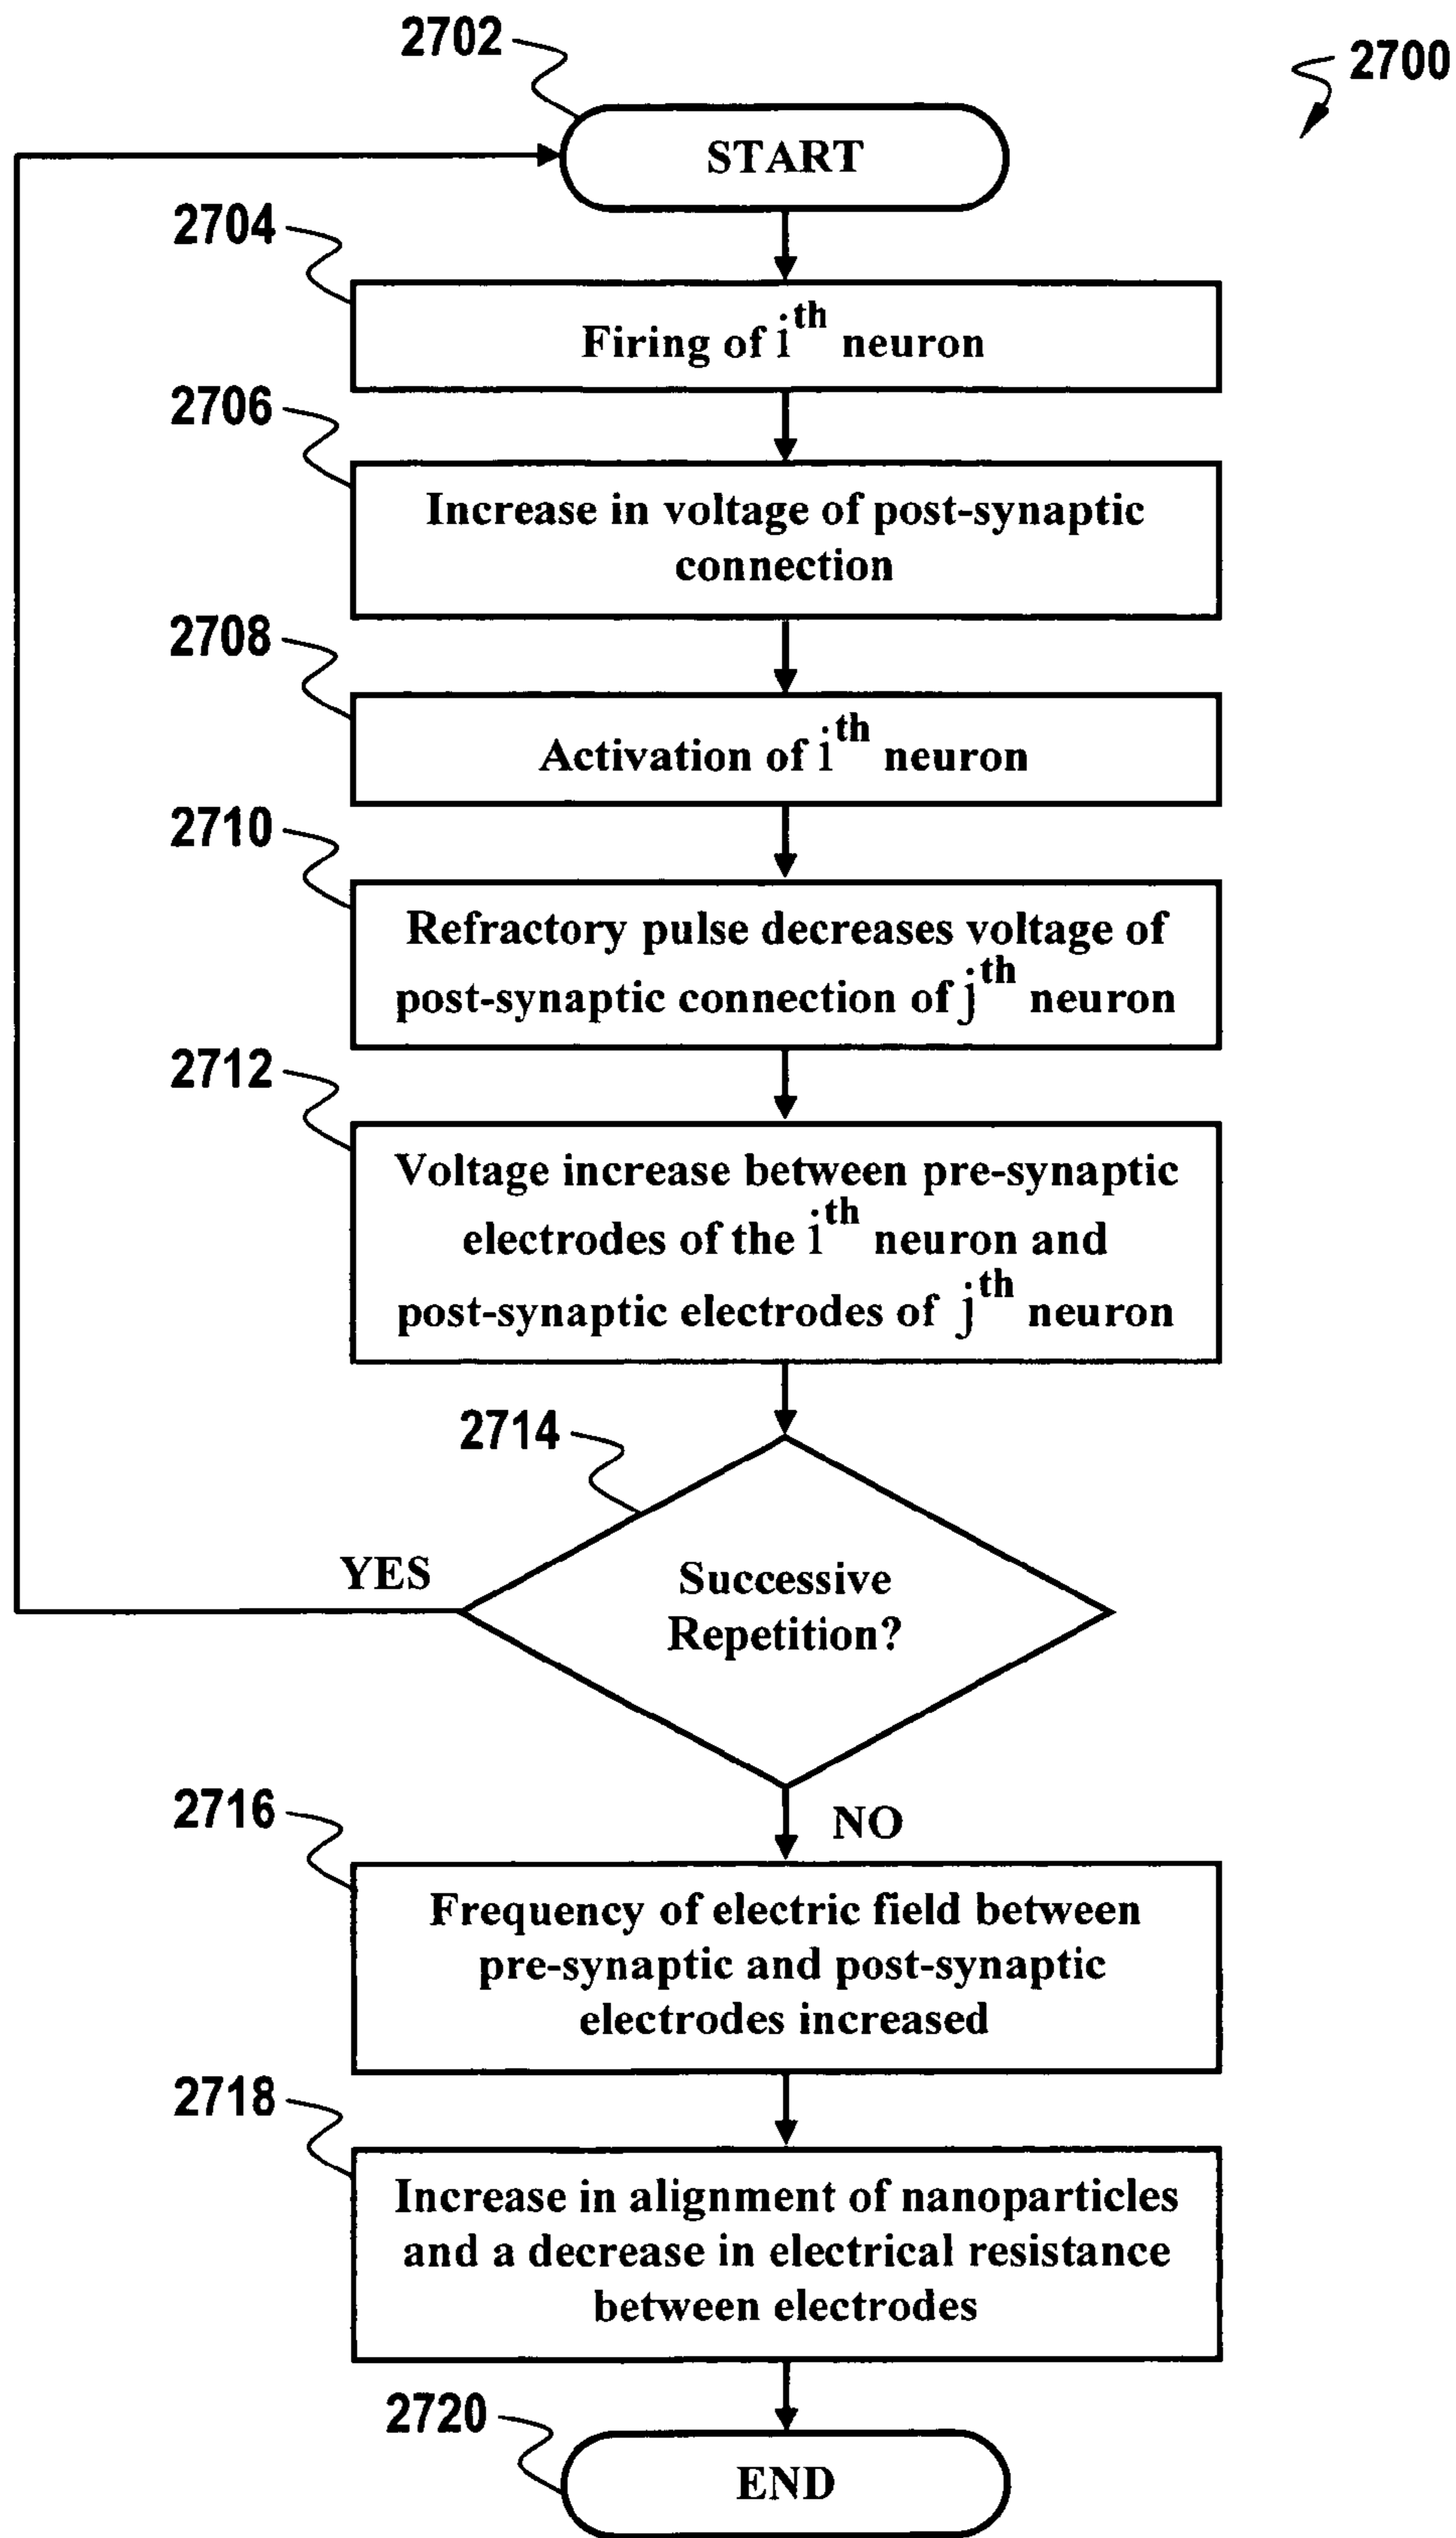 2702
2700
START
2704
Firing of i^th neuron
2706
Increase in voltage of post-synaptic
connection
2708
Activation of i^th neuron
2710
Refractory pulse decreases voltage of
post-synaptic connection of j^th neuron
2712
Voltage increase between pre-synaptic
electrodes of the i^th neuron and
post-synaptic electrodes of j^th neuron
2714
YES
Successive
Repetition?
2716
NO
Frequency of electric field between
pre-synaptic and post-synaptic
electrodes increased
2718
Increase in alignment of nanoparticles
and a decrease in electrical resistance
between electrodes
2720
END